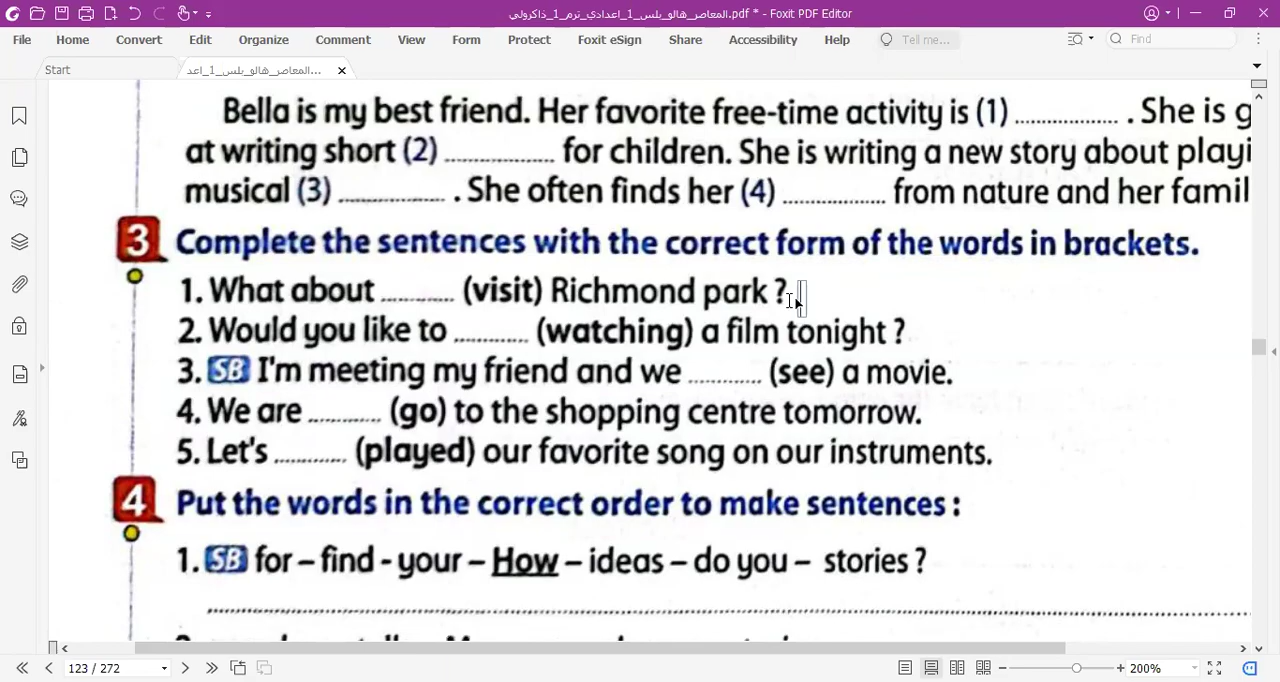 المعاصر_هالو_بلس_1_اعدادي_ترم_1_ذاكرولي.pdf * - Foxit PDF Editor
File Home Convert Edit Organize Comment View Form Protect Foxit eSign Share Accessibility Help Tell me... Find
Start المعاصر_هالو_بلس_1_اعد...
Bella is my best friend. Her favorite free-time activity is (1) .................. . She is g
at writing short (2) .................. for children. She is writing a new story about playi
musical (3) .................. . She often finds her (4) .................. from nature and her famil
3 Complete the sentences with the correct form of the words in brackets.
1. What about ............ (visit) Richmond park ?
2. Would you like to ............ (watching) a film tonight ?
3. SB I'm meeting my friend and we ............ (see) a movie.
4. We are ............ (go) to the shopping centre tomorrow.
5. Let's ............ (played) our favorite song on our instruments.
4 Put the words in the correct order to make sentences :
1. SB for – find - your – How – ideas – do you – stories ?
123 / 272 200%